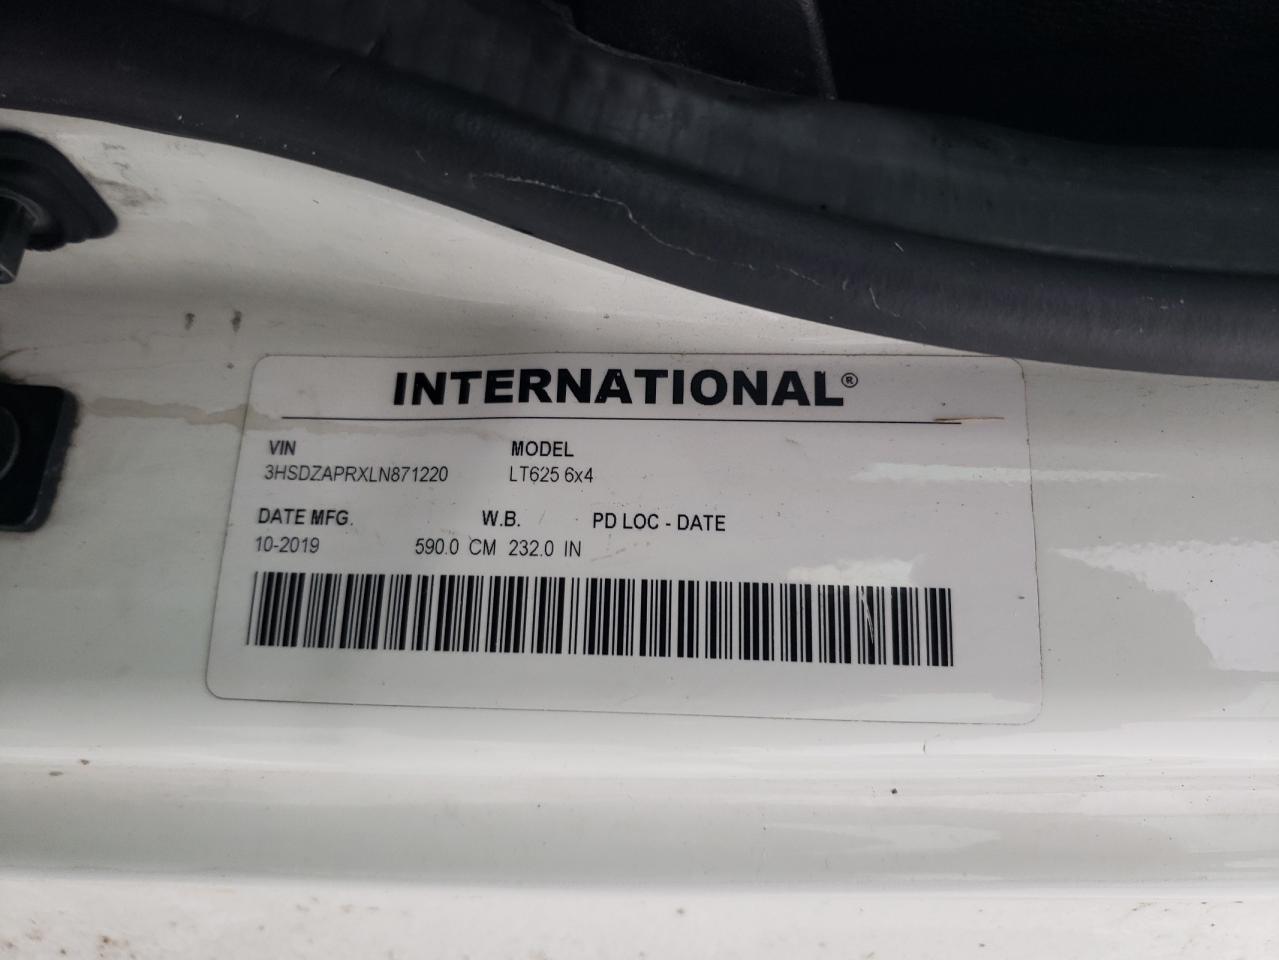 INTERNATIONAL®
VIN MODEL
3HSDZAPRXLN871220 LT625 6x4
DATE MFG. W.B. PD LOC - DATE
10-2019 590.0 CM 232.0 IN